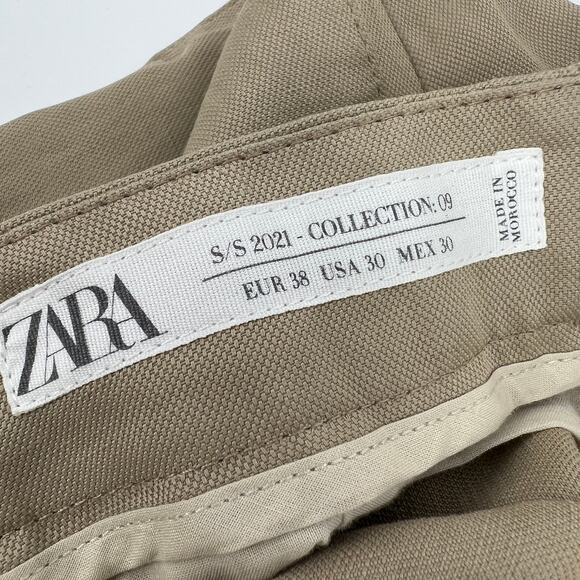 ZARA
S/S 2021 - COLLECTION: 09
EUR 38 USA 30 MEX 30
MADE IN
MOROCCO